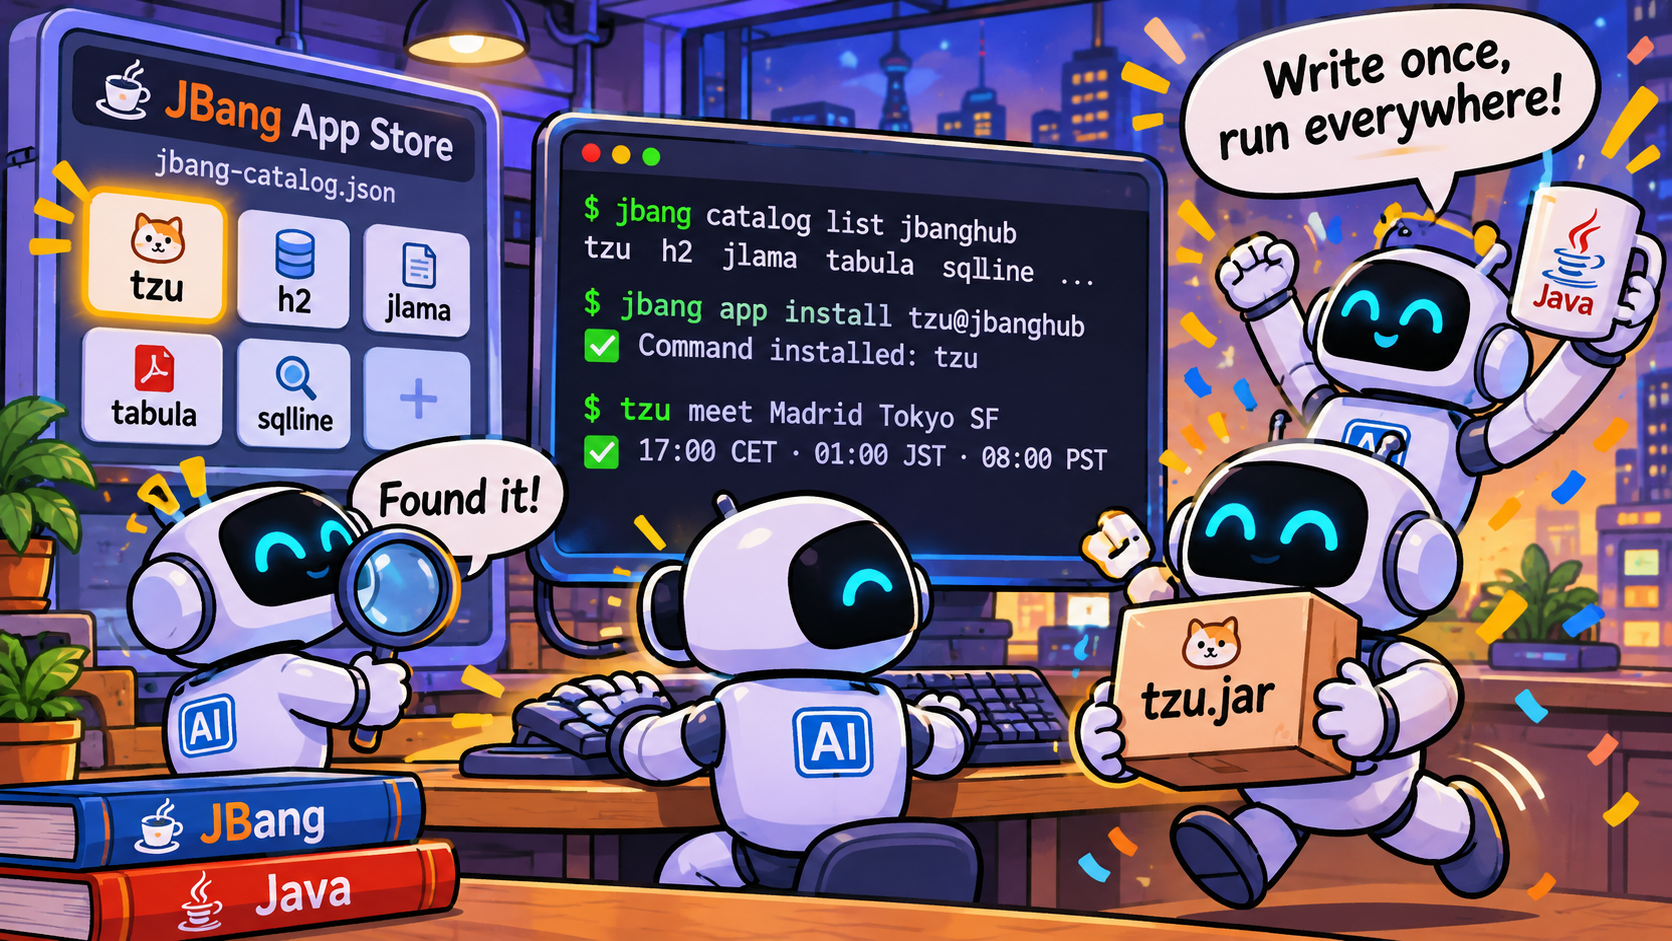 JBang App Store
jbang-catalog.json
tzu
h2
jlama
tabula
sqlline
$ jbang catalog list jbanghub
tzu h2 jlama tabula sqlline ...
$ jbang app install tzu@jbanghub
✅ Command installed: tzu
$ tzu meet Madrid Tokyo SF
✅ 17:00 CET · 01:00 JST · 08:00 PST
Write once,
run everywhere!
Java
Found it!
AI
AI
AI
tzu.jar
JBang
Java